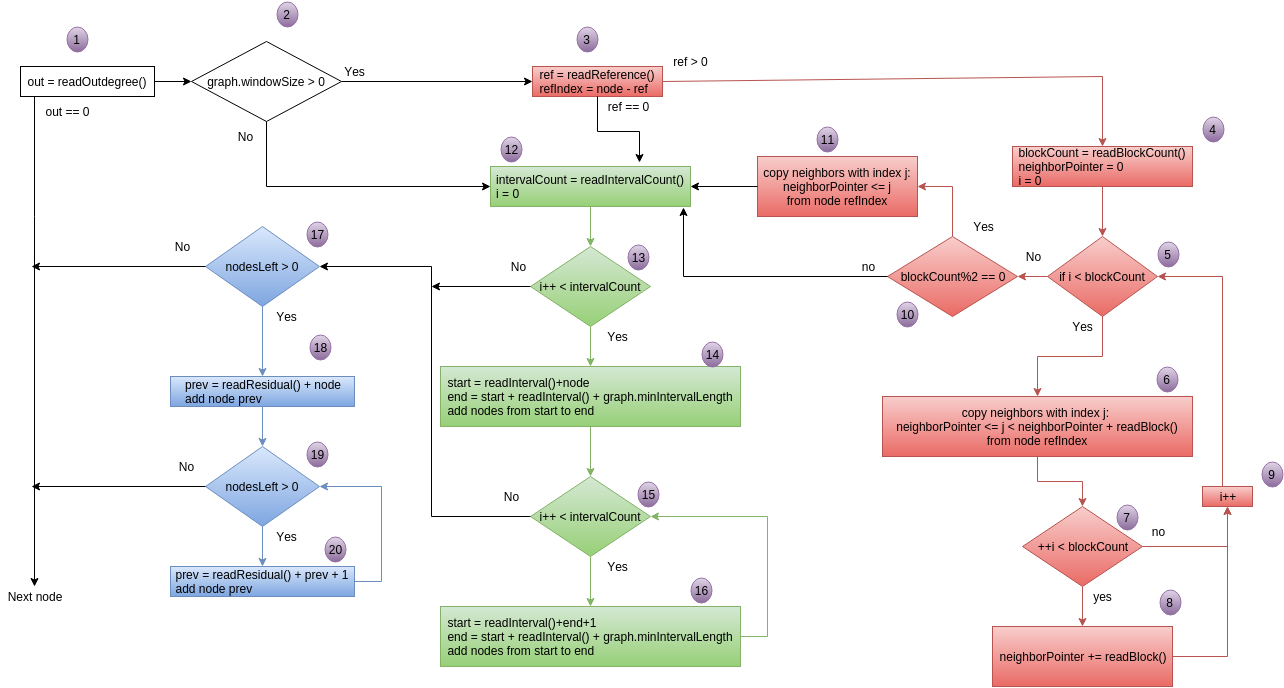 1
2
3
out = readOutdegree()
graph.windowSize > 0
Yes
No
out == 0
ref = readReference()
refIndex = node - ref
ref > 0
ref == 0
4
blockCount = readBlockCount()
neighborPointer = 0
i = 0
11
copy neighbors with index j:
neighborPointer <= j
from node refIndex
12
intervalCount = readIntervalCount()
i = 0
5
if i < blockCount
No
Yes
Yes
no
blockCount%2 == 0
10
13
i++ < intervalCount
No
Yes
17
nodesLeft > 0
No
Yes
18
prev = readResidual() + node
add node prev
14
start = readInterval()+node
end = start + readInterval() + graph.minIntervalLength
add nodes from start to end
6
copy neighbors with index j:
neighborPointer <= j < neighborPointer + readBlock()
from node refIndex
19
nodesLeft > 0
No
Yes
15
i++ < intervalCount
No
Yes
9
i++
7
++i < blockCount
no
yes
20
prev = readResidual() + prev + 1
add node prev
Next node
16
start = readInterval()+end+1
end = start + readInterval() + graph.minIntervalLength
add nodes from start to end
8
neighborPointer += readBlock()